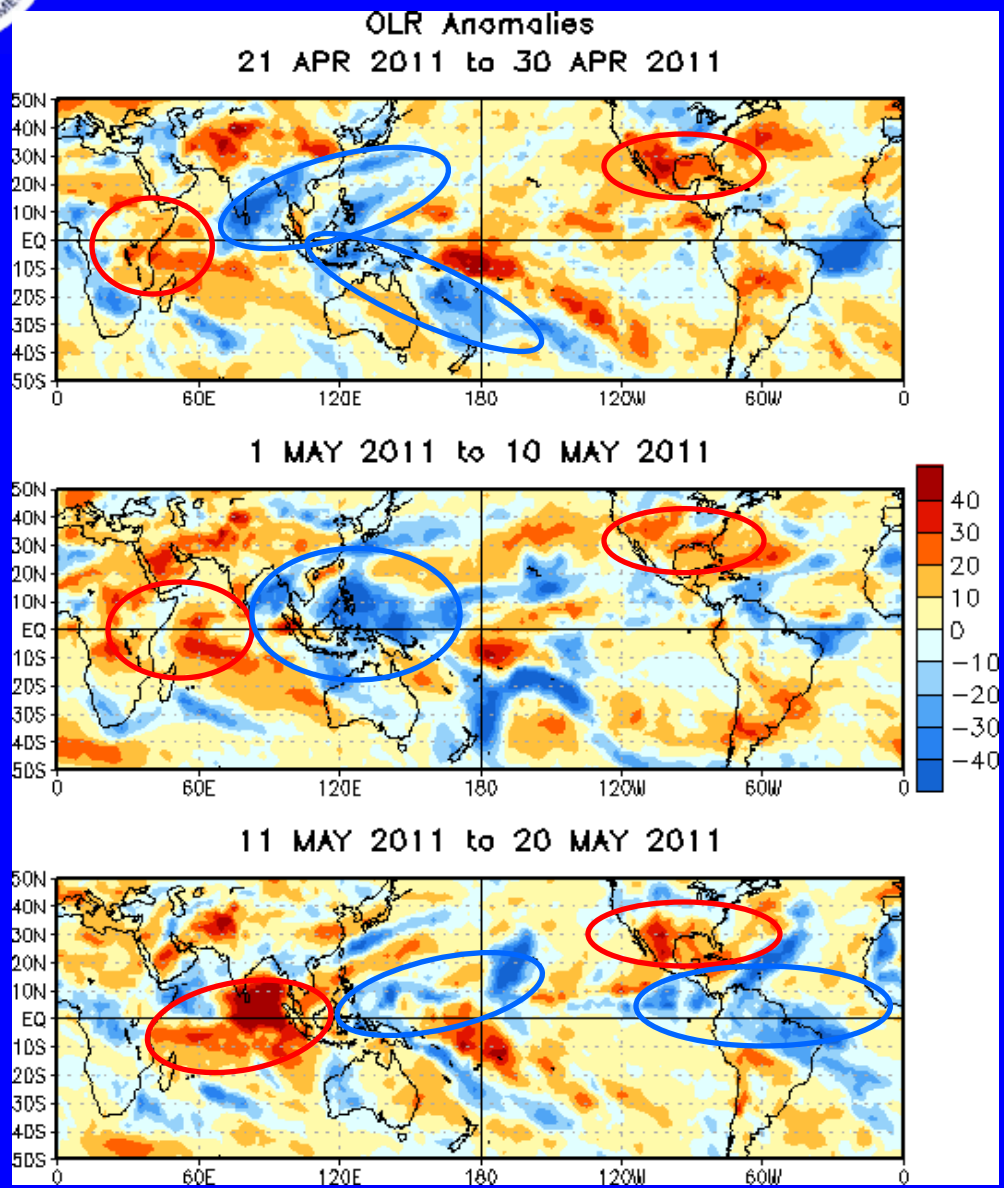 OLR Anomalies
21 APR 2011 to 30 APR 2011
50N
40N
30N
20N
10N
EQ
10S
20S
30S
40S
50S
0 60E 120E 180 120W 60W 0
1 MAY 2011 to 10 MAY 2011
50N
40N
30N
20N
10N
EQ
10S
20S
30S
40S
50S
0 60E 120E 180 120W 60W 0
40
30
20
10
0
−10
−20
−30
−40
11 MAY 2011 to 20 MAY 2011
50N
40N
30N
20N
10N
EQ
10S
20S
30S
40S
50S
0 60E 120E 180 120W 60W 0